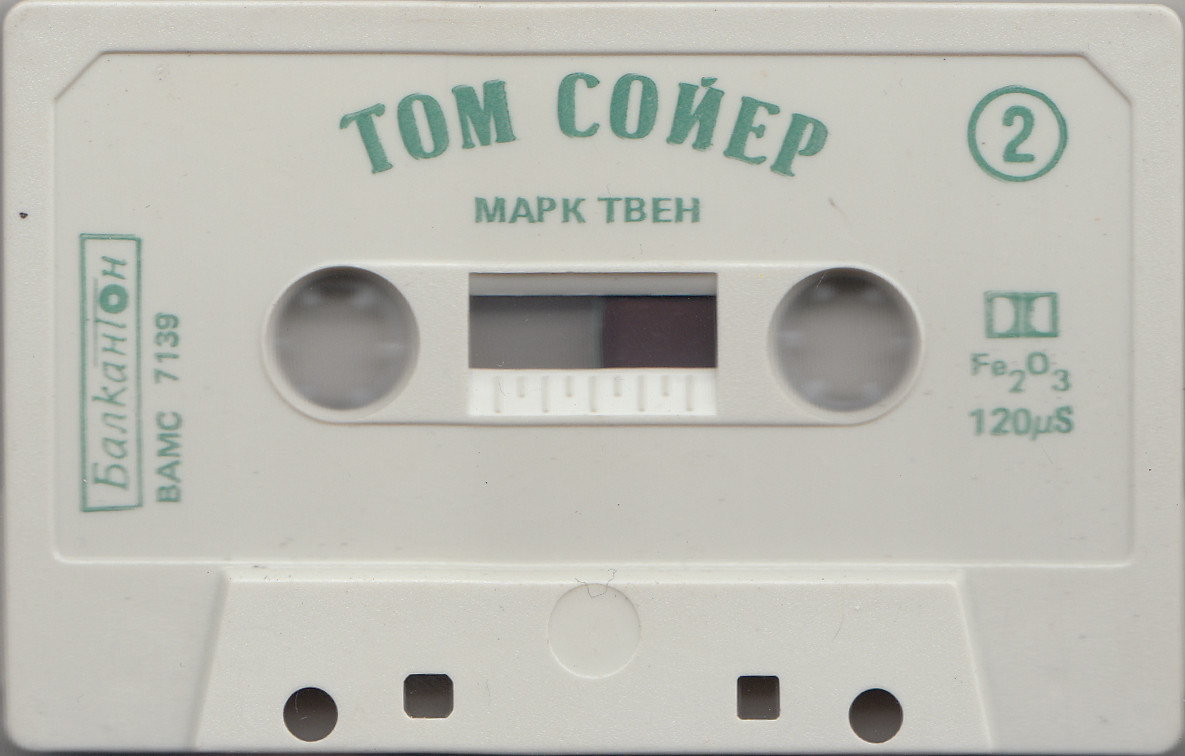 ТОМ СОЙЕР
2
МАРК ТВЕН
Балкантон
ВАМС 7139
Fe₂O₃
120µS